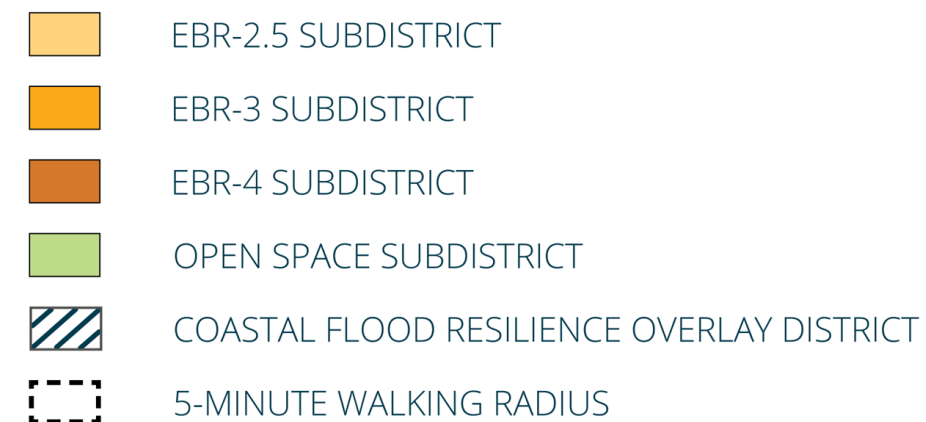 EBR-2.5 SUBDISTRICT
EBR-3 SUBDISTRICT
EBR-4 SUBDISTRICT
OPEN SPACE SUBDISTRICT
COASTAL FLOOD RESILIENCE OVERLAY DISTRICT
5-MINUTE WALKING RADIUS